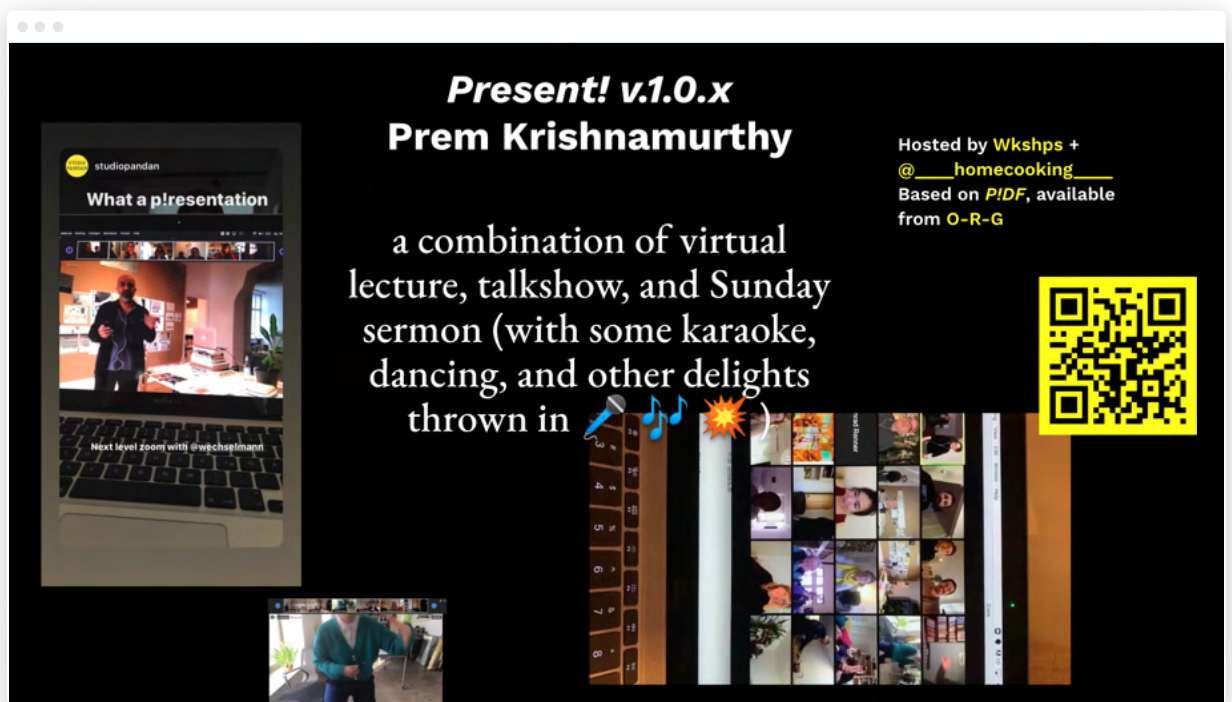 Present! v.1.0.x
Prem Krishnamurthy
Hosted by Wkshps +
@____homecooking____
Based on P!DF, available
from O-R-G
a combination of virtual
lecture, talkshow, and Sunday
sermon (with some karaoke,
dancing, and other delights
thrown in 🎤 🎶 💥 )
STUDIO
PANDAN
studiopandan
What a p!resentation
Next level zoom with @wechselmann